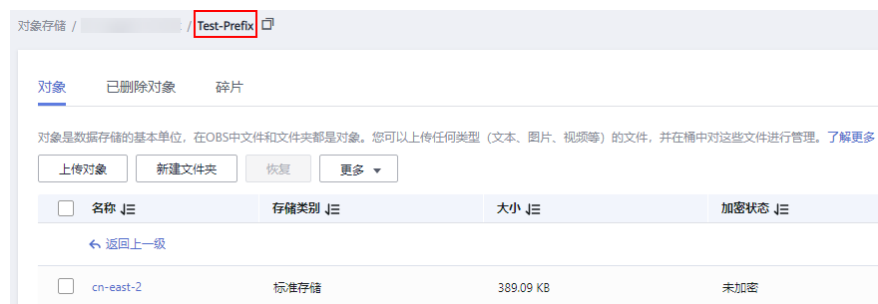 对象存储 / / Test-Prefix
对象 已删除对象 碎片
对象是数据存储的基本单位，在OBS中文件和文件夹都是对象。您可以上传任何类型（文本、图片、视频等）的文件，并在桶中对这些文件进行管理。了解更多
上传对象 新建文件夹 恢复 更多
名称 存储类别 大小 加密状态
返回上一级
cn-east-2 标准存储 389.09 KB 未加密